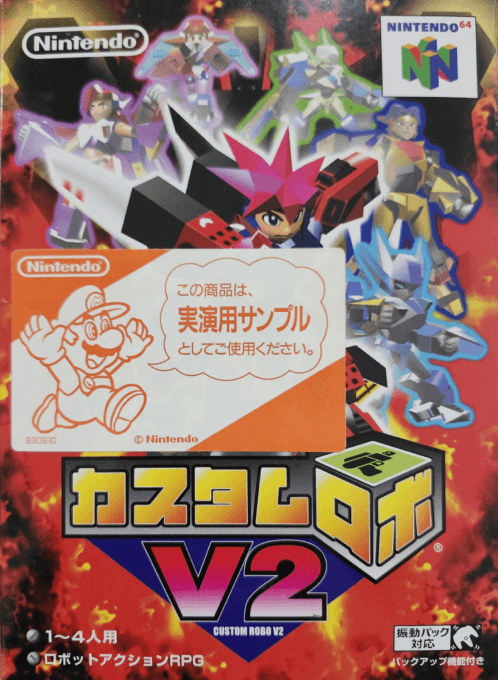 Nintendo
NINTENDO 64
Nintendo
この商品は、
実演用サンプル
としてご使用ください。
930910
© Nintendo
カスタムロボ
®
V2
CUSTOM ROBO V2
1〜4人用
ロボットアクションRPG
振動パック
対応
バックアップ機能付き